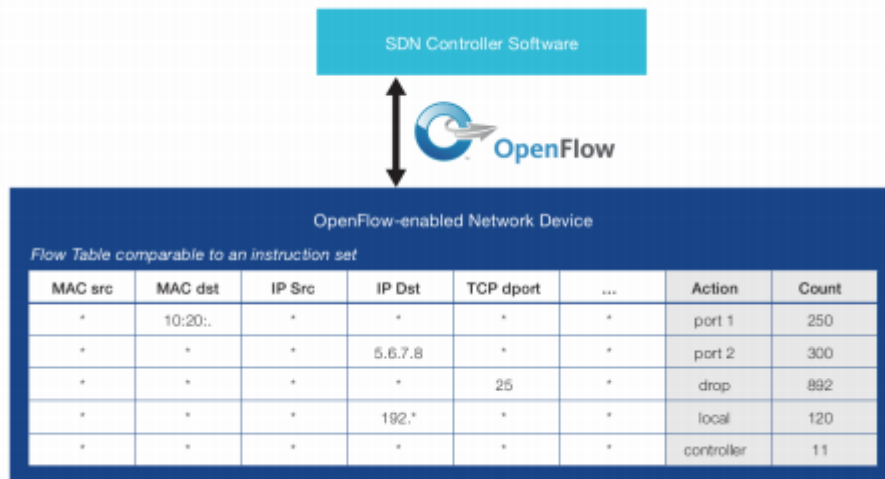 SDN Controller Software
OpenFlow
OpenFlow-enabled Network Device
Flow Table comparable to an instruction set
MAC src MAC dst IP Src IP Dst TCP dport ... Action Count
* 10:20:. * * * * port 1 250
* * * 5.6.7.8 * * port 2 300
* * * * 25 * drop 892
* * * 192.* * * local 120
* * * * * * controller 11